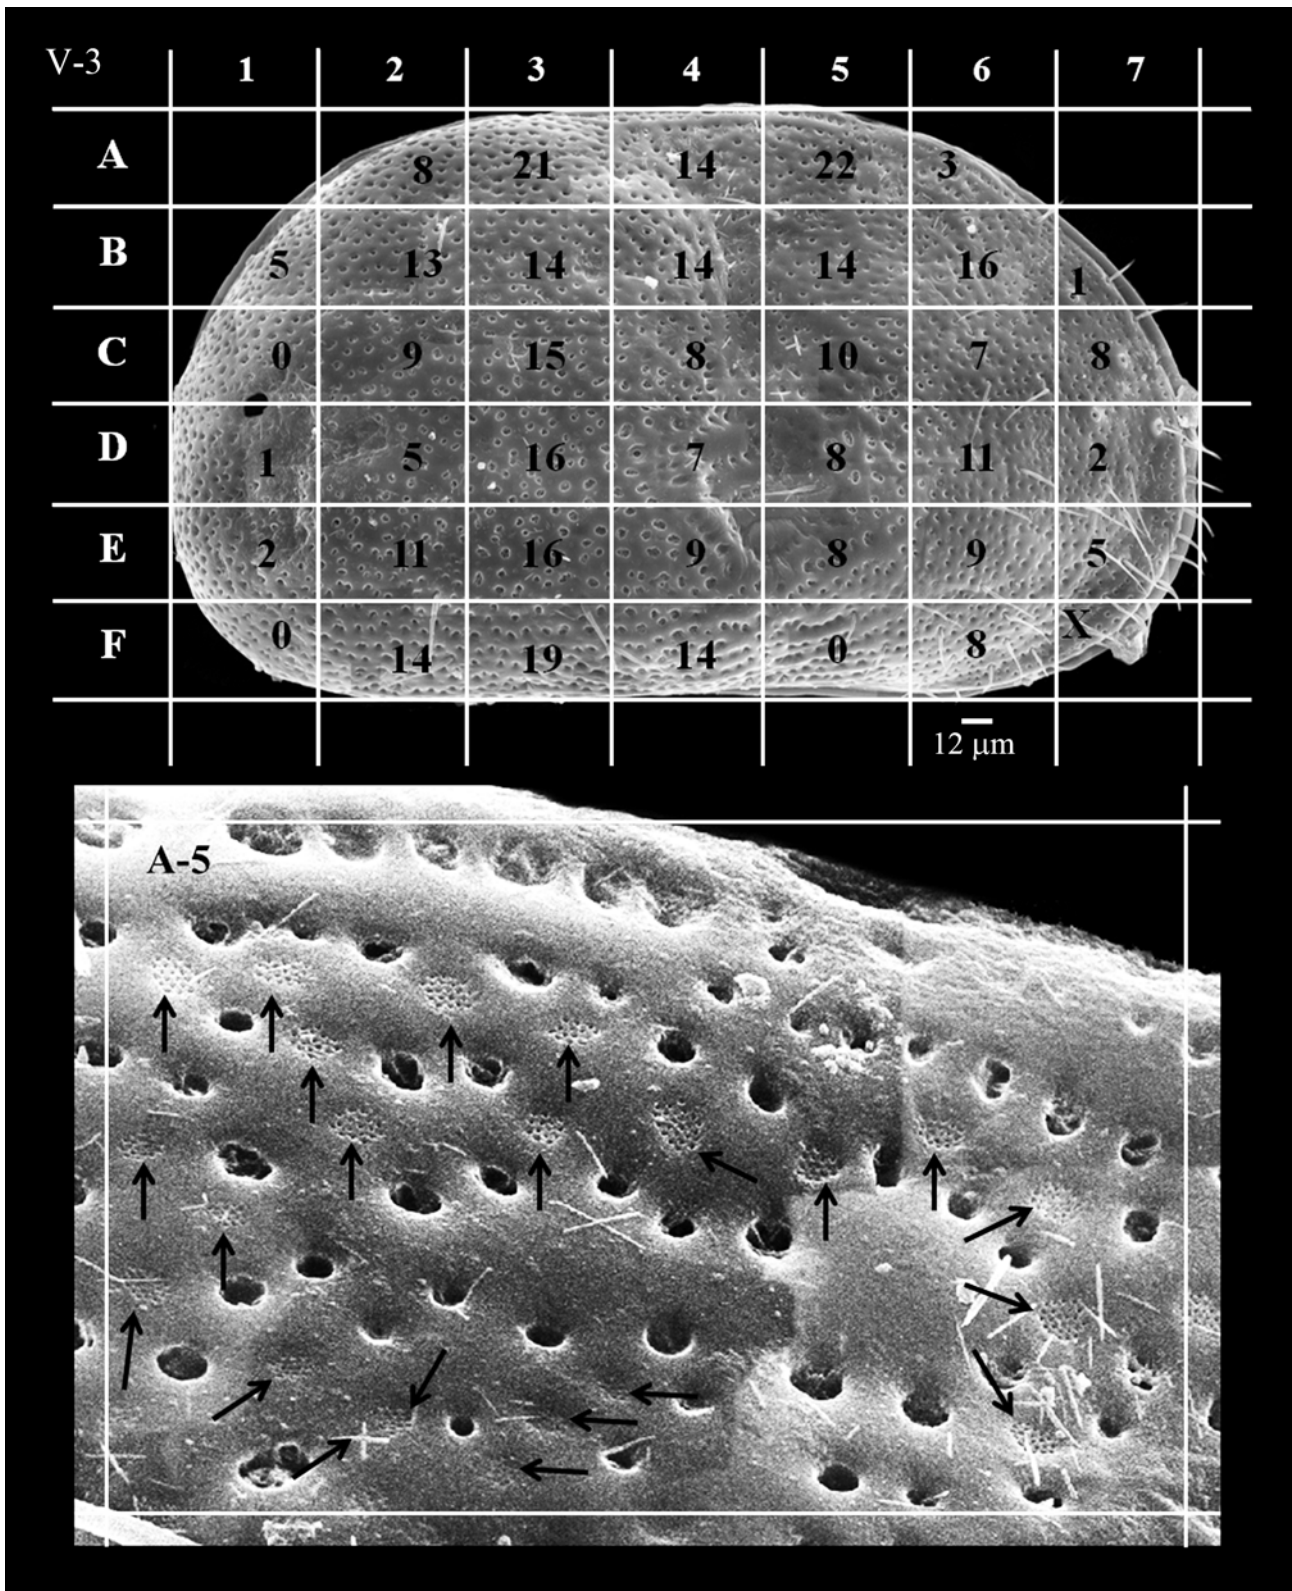 V-3 1 2 3 4 5 6 7
A 8 21 14 22 3
B 5 13 14 14 14 16 1
C 0 9 15 8 10 7 8
D 1 5 16 7 8 11 2
E 2 11 16 9 8 9 5
F 0 14 19 14 0 8 X
12 µm
A-5